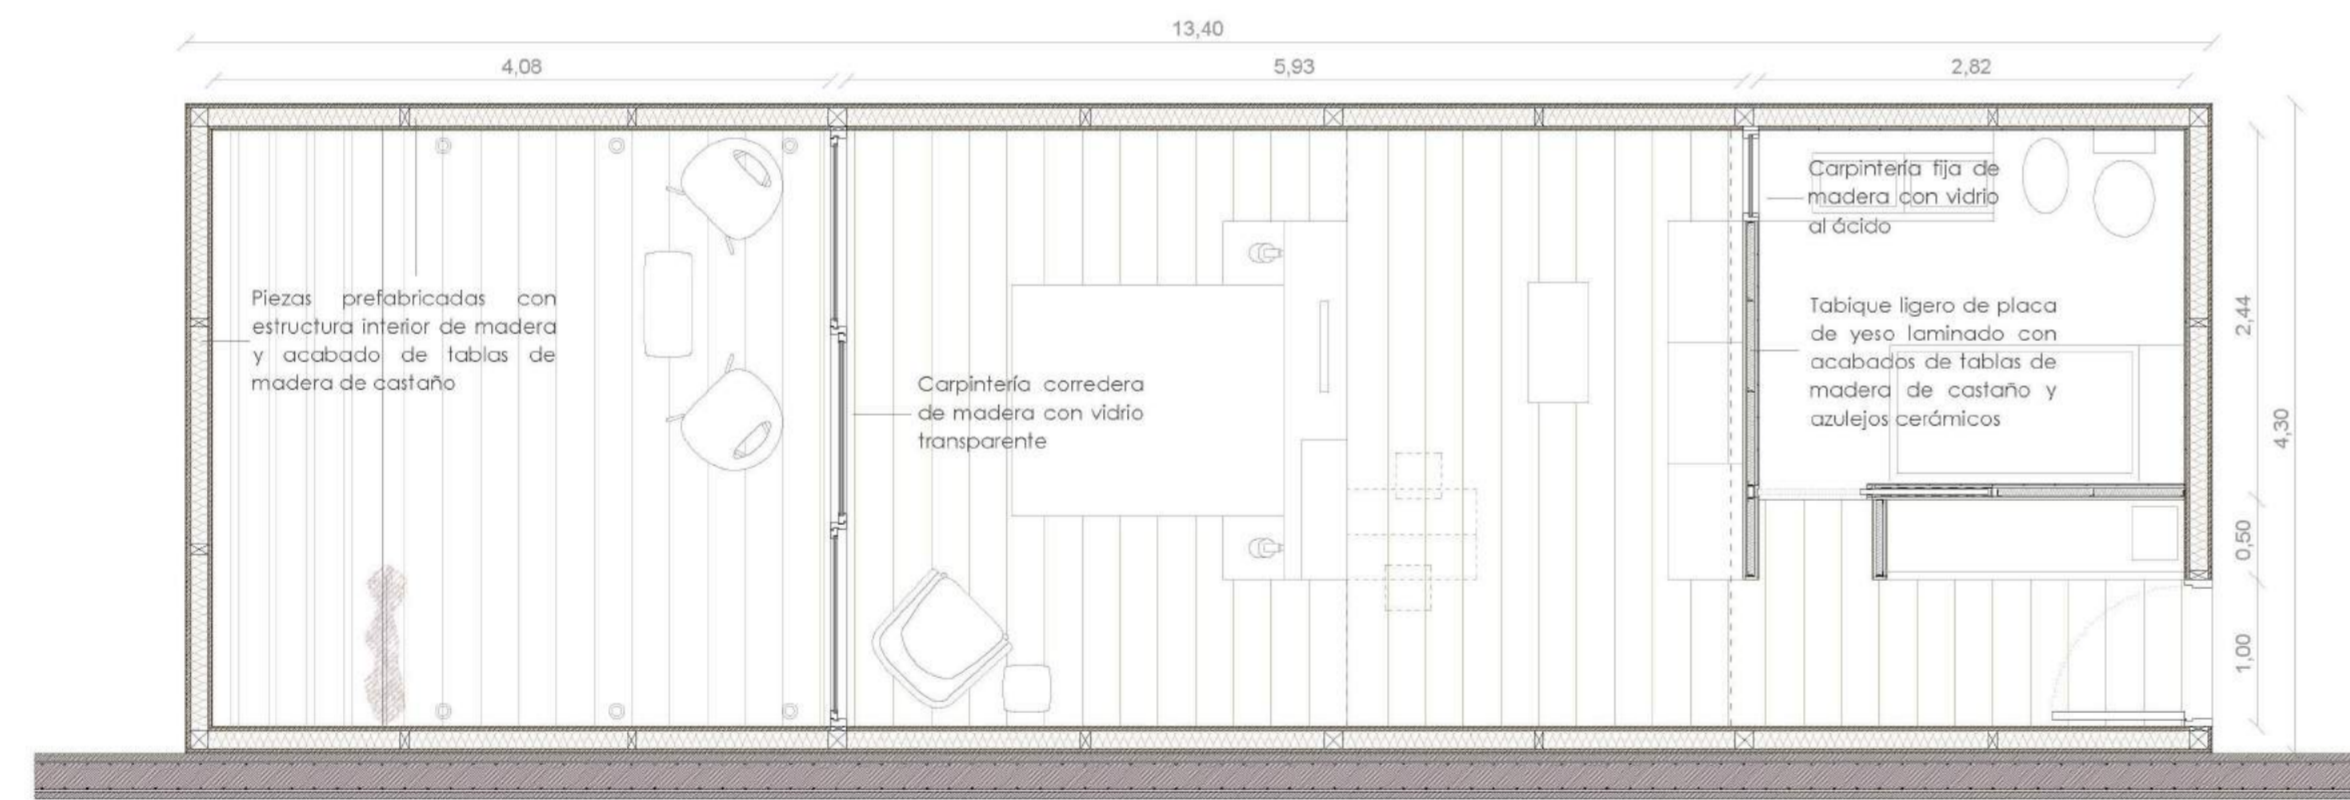 13,40
4,08
5,93
2,82
Carpintería fija de
madera con vidrio
al ácido
Piezas prefabricadas con
estructura interior de madera
y acabado de tablas de
madera de castaño
Carpintería corredera
de madera con vidrio
transparente
Tabique ligero de placa
de yeso laminado con
acabados de tablas de
madera de castaño y
azulejos cerámicos
2,44
4,30
0,50
1,00